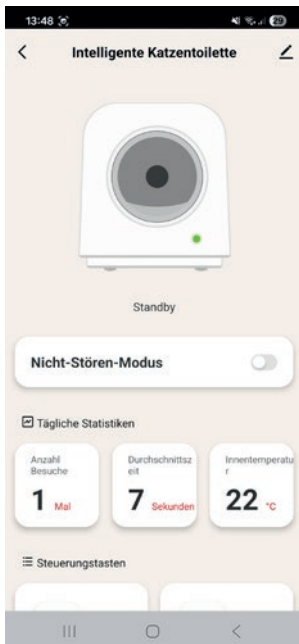 13:48
29
Intelligente Katzentoilette
Standby
Nicht-Stören-Modus
Tägliche Statistiken
Anzahl
Besuche
1 Mal
Durchschnittsz
eit
7 Sekunden
Innentemperatu
r
22 °C
Steuerungstasten